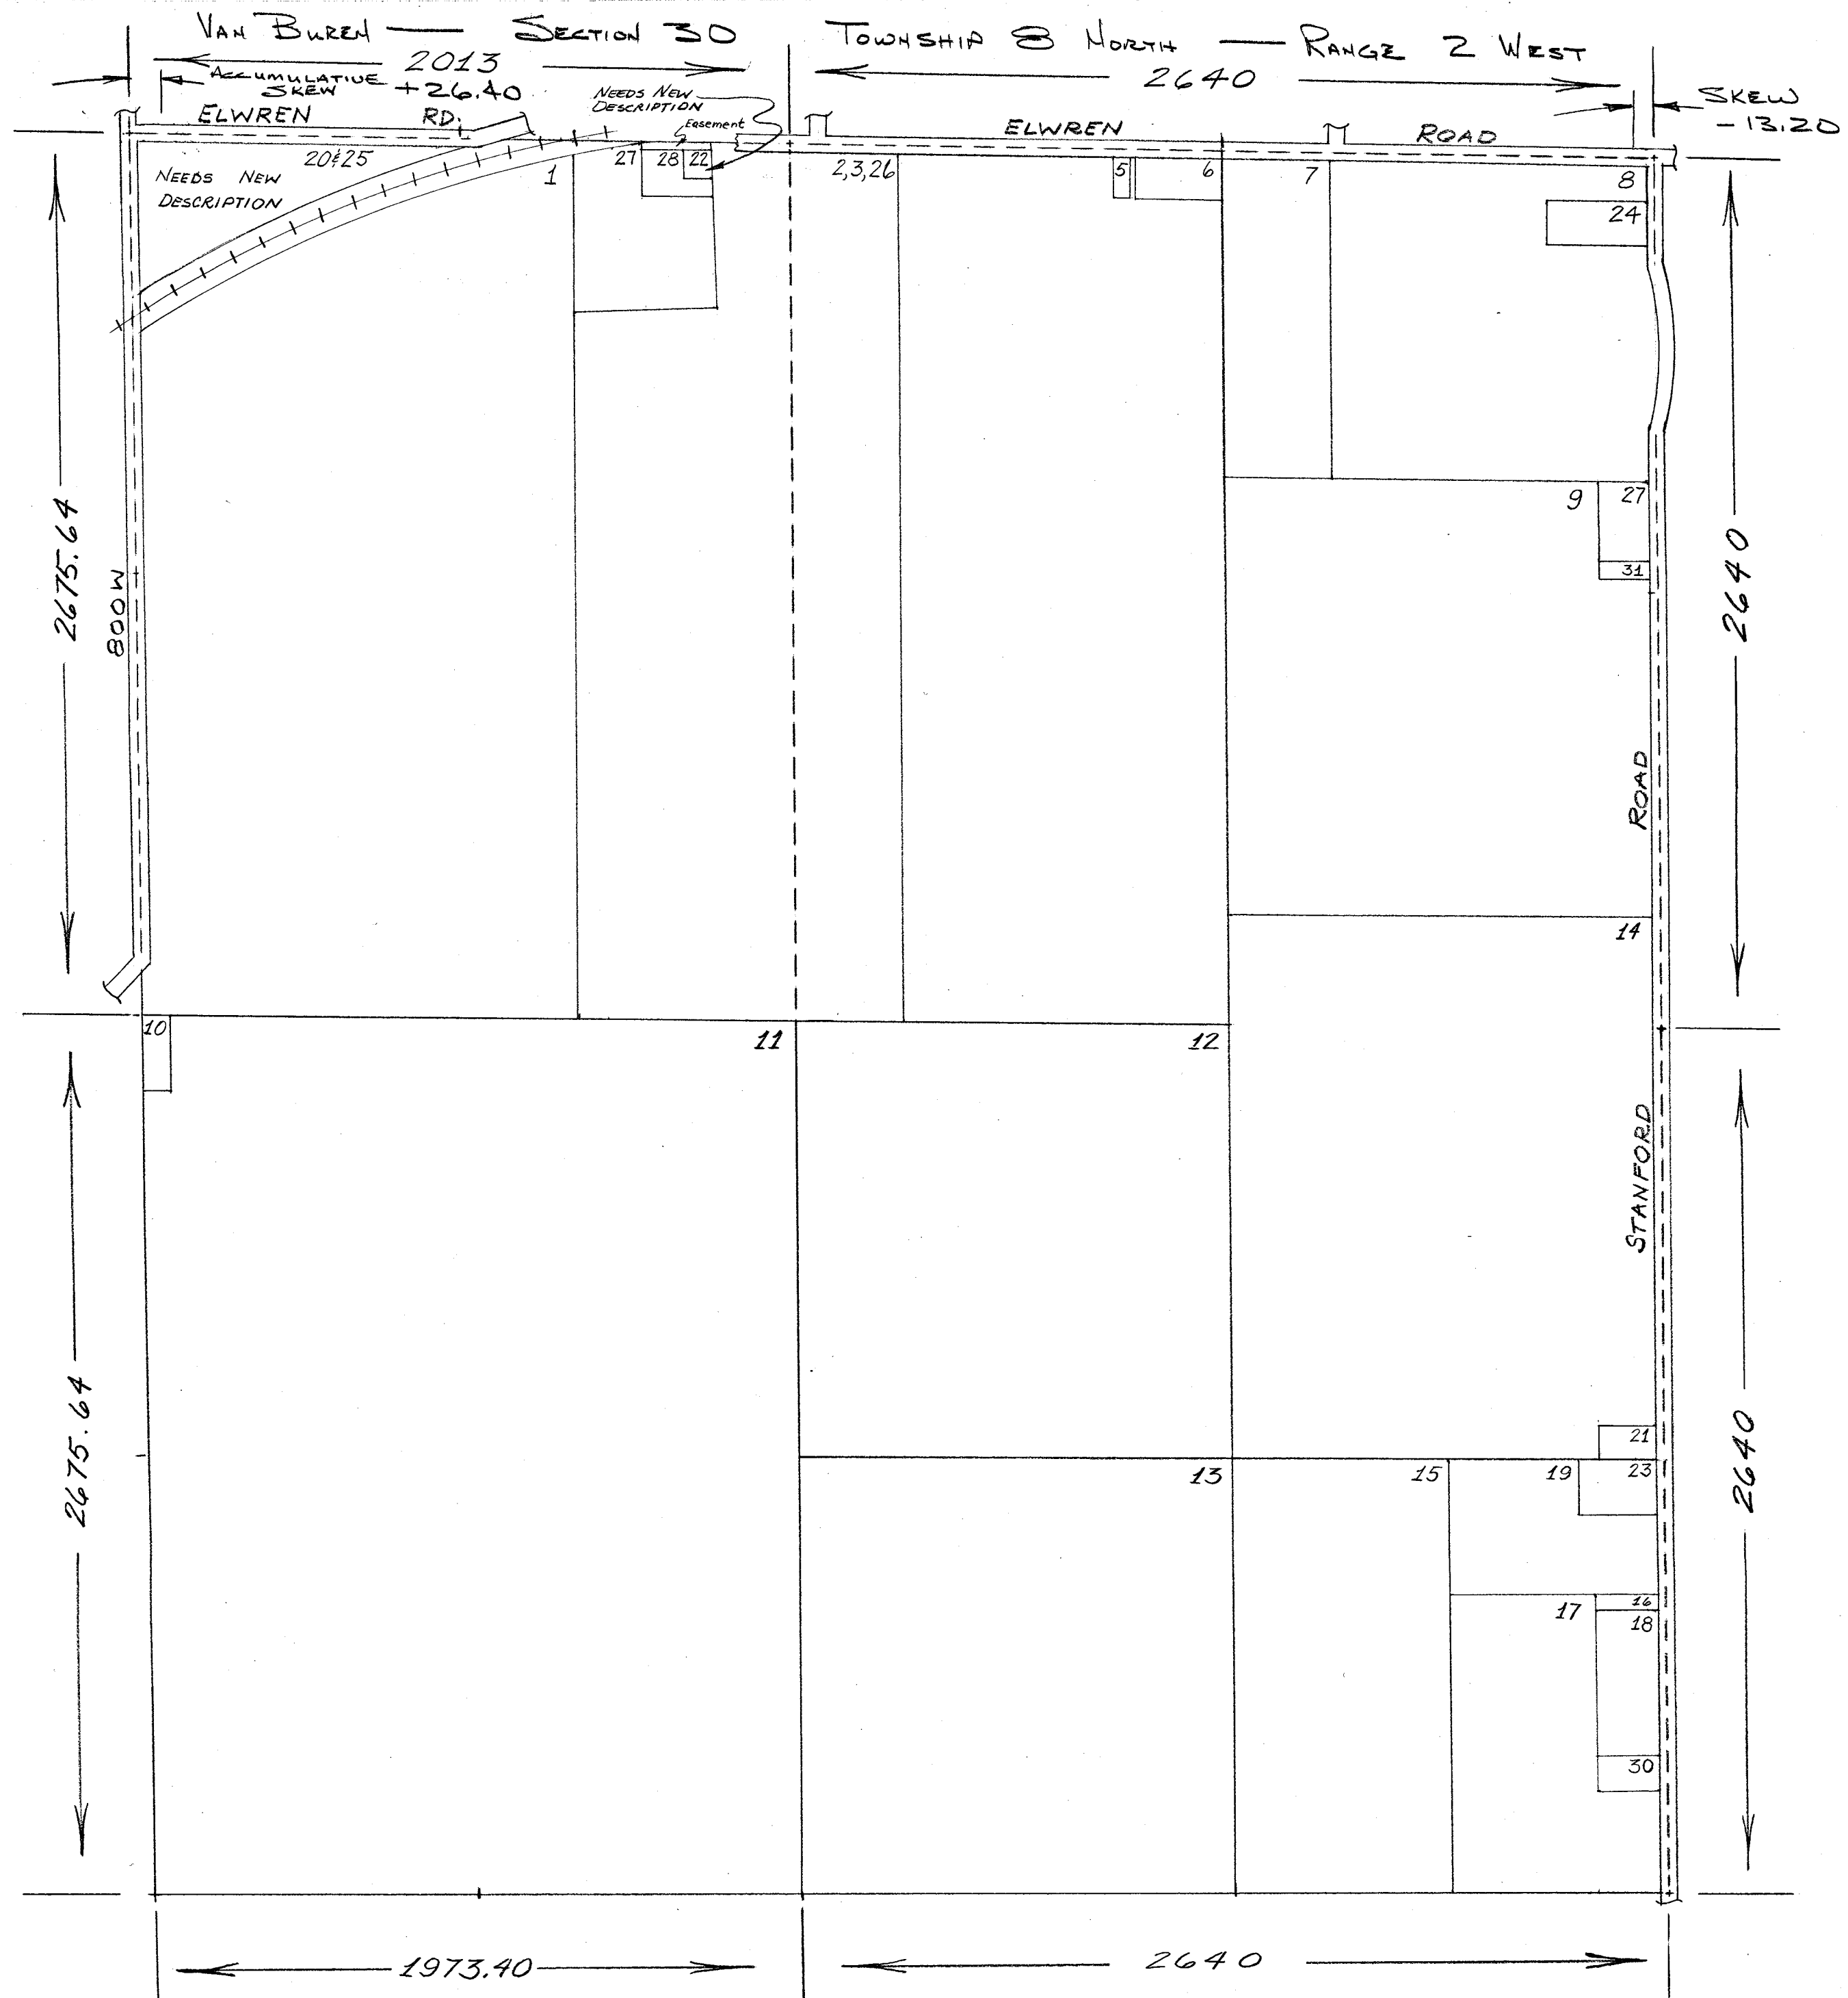 VAN BUREN — SECTION 30 TOWNSHIP 8 NORTH — RANGE 2 WEST
2013
2640
ACCUMULATIVE
SKEW +26.40
NEEDS NEW
DESCRIPTION
SKEW
-13.20
ELWREN RD.
Easement
ELWREN ROAD
20&25
1
27
28
22
2,3,26
5
6
7
8
NEEDS NEW
DESCRIPTION
24
9
27
31
2675.64
800W
2640
ROAD
14
10
11
12
STANFORD
21
13
15
19
23
2675.64
2640
16
17
18
30
1973.40
2640